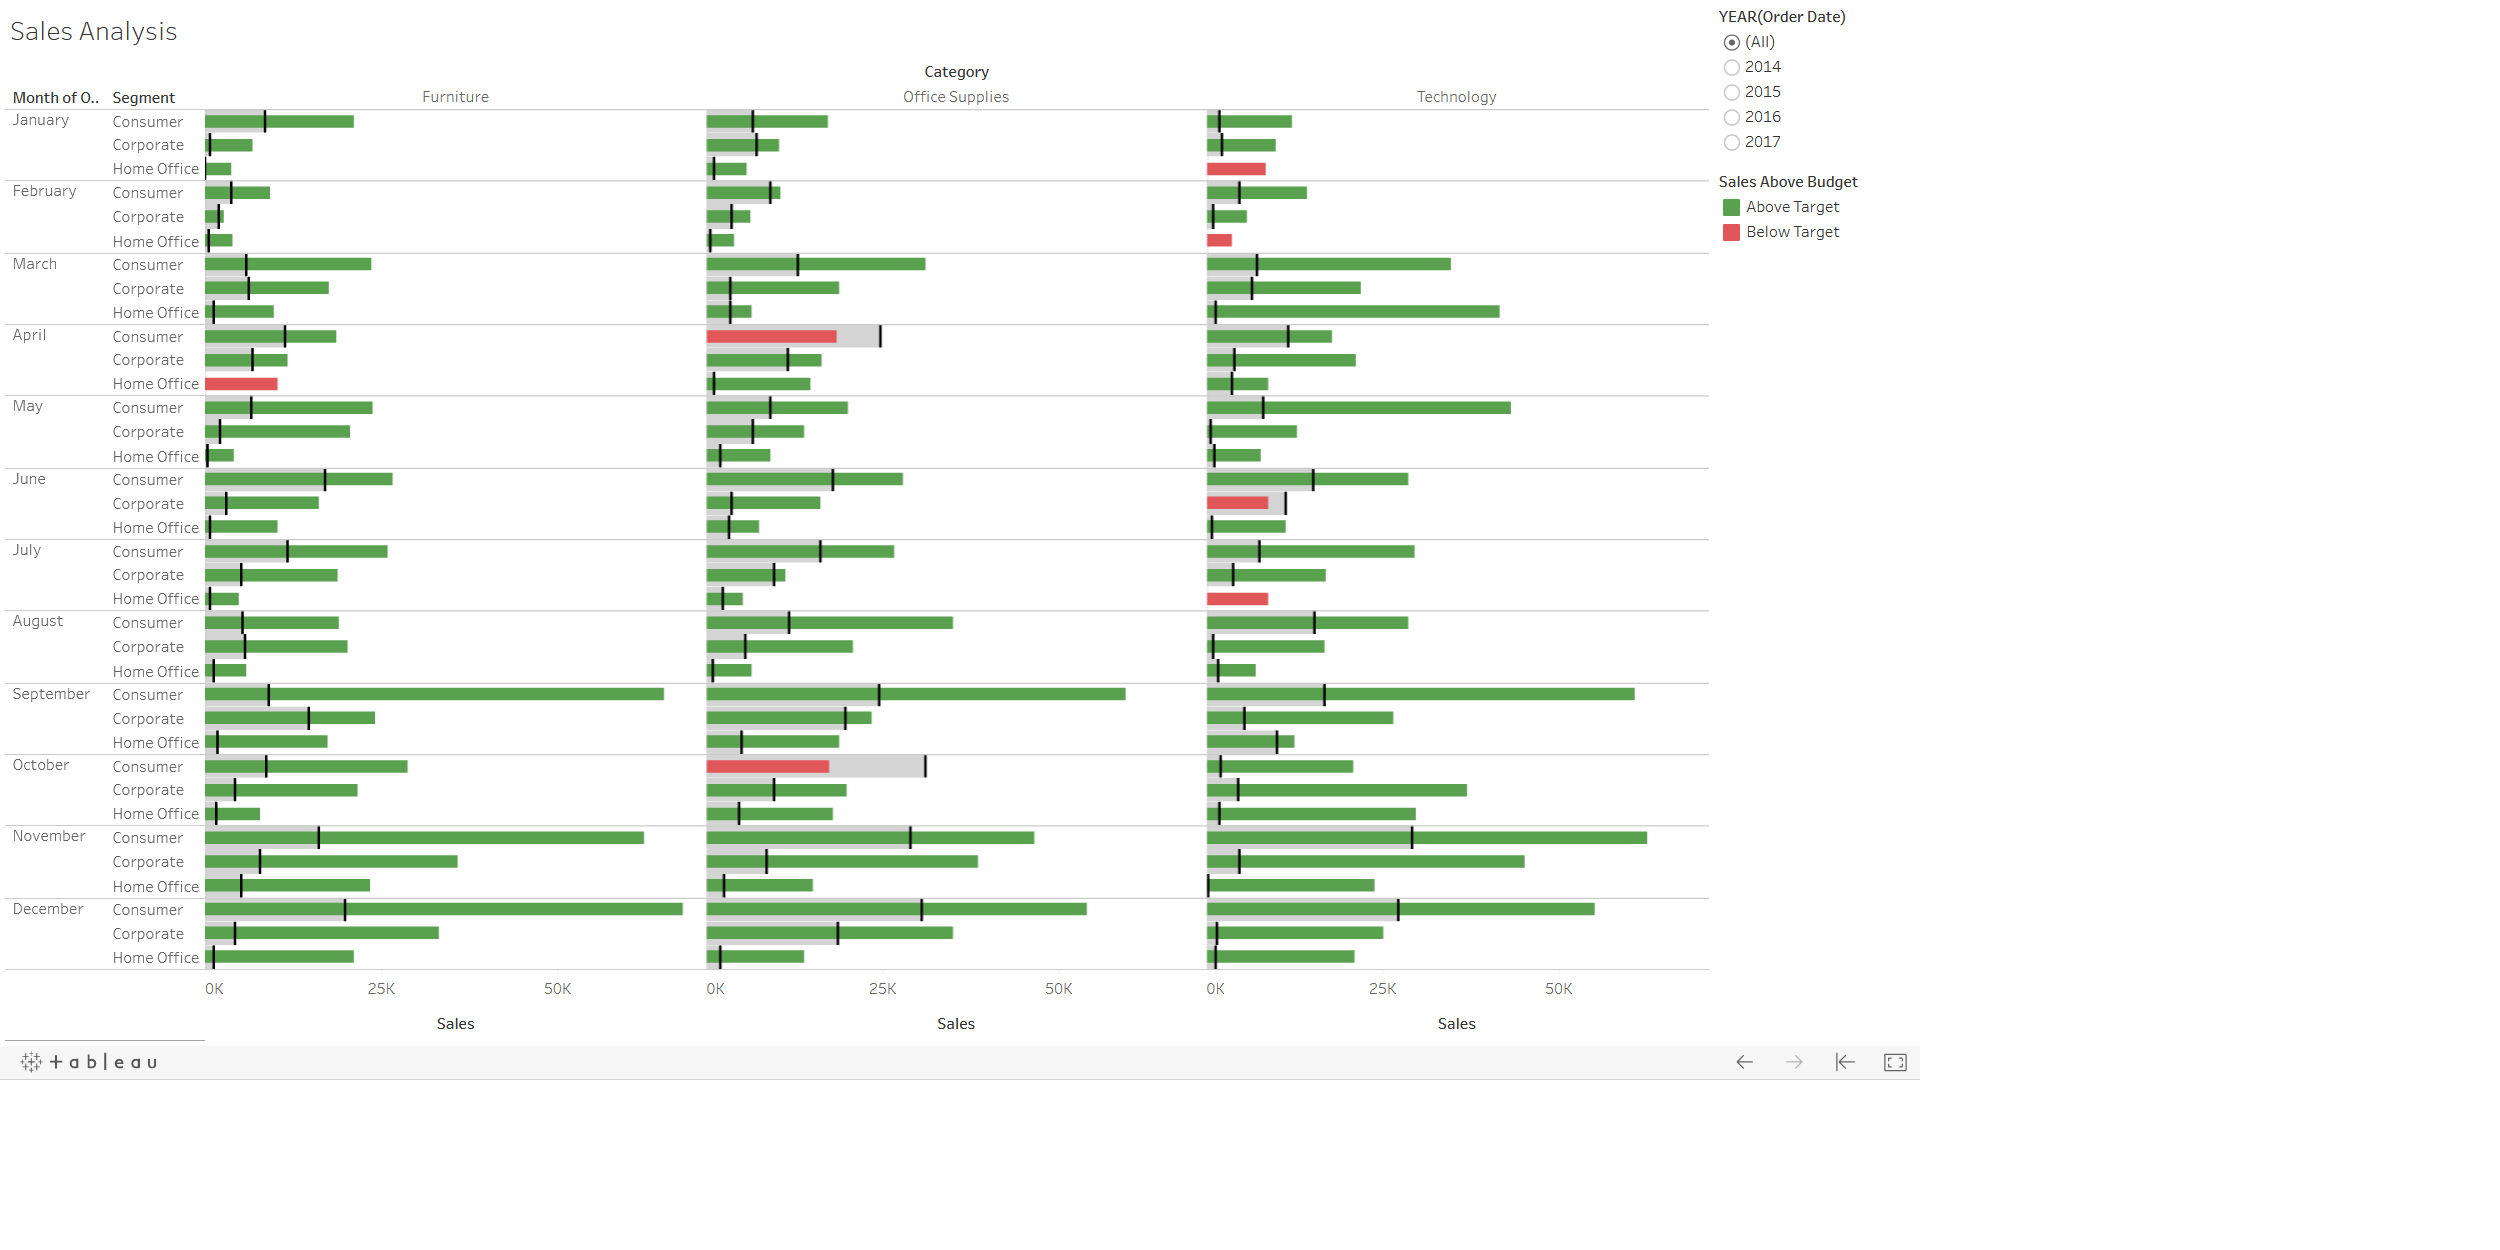 Sales Analysis
YEAR(Order Date)
(All)
2014
2015
2016
2017
Sales Above Budget
Above Target
Below Target
Category
Month of O.. Segment Furniture Office Supplies Technology
January Consumer
Corporate
Home Office
February Consumer
Corporate
Home Office
March Consumer
Corporate
Home Office
April Consumer
Corporate
Home Office
May Consumer
Corporate
Home Office
June Consumer
Corporate
Home Office
July Consumer
Corporate
Home Office
August Consumer
Corporate
Home Office
September Consumer
Corporate
Home Office
October Consumer
Corporate
Home Office
November Consumer
Corporate
Home Office
December Consumer
Corporate
Home Office
0K 25K 50K 0K 25K 50K 0K 25K 50K
Sales Sales Sales
+ableau